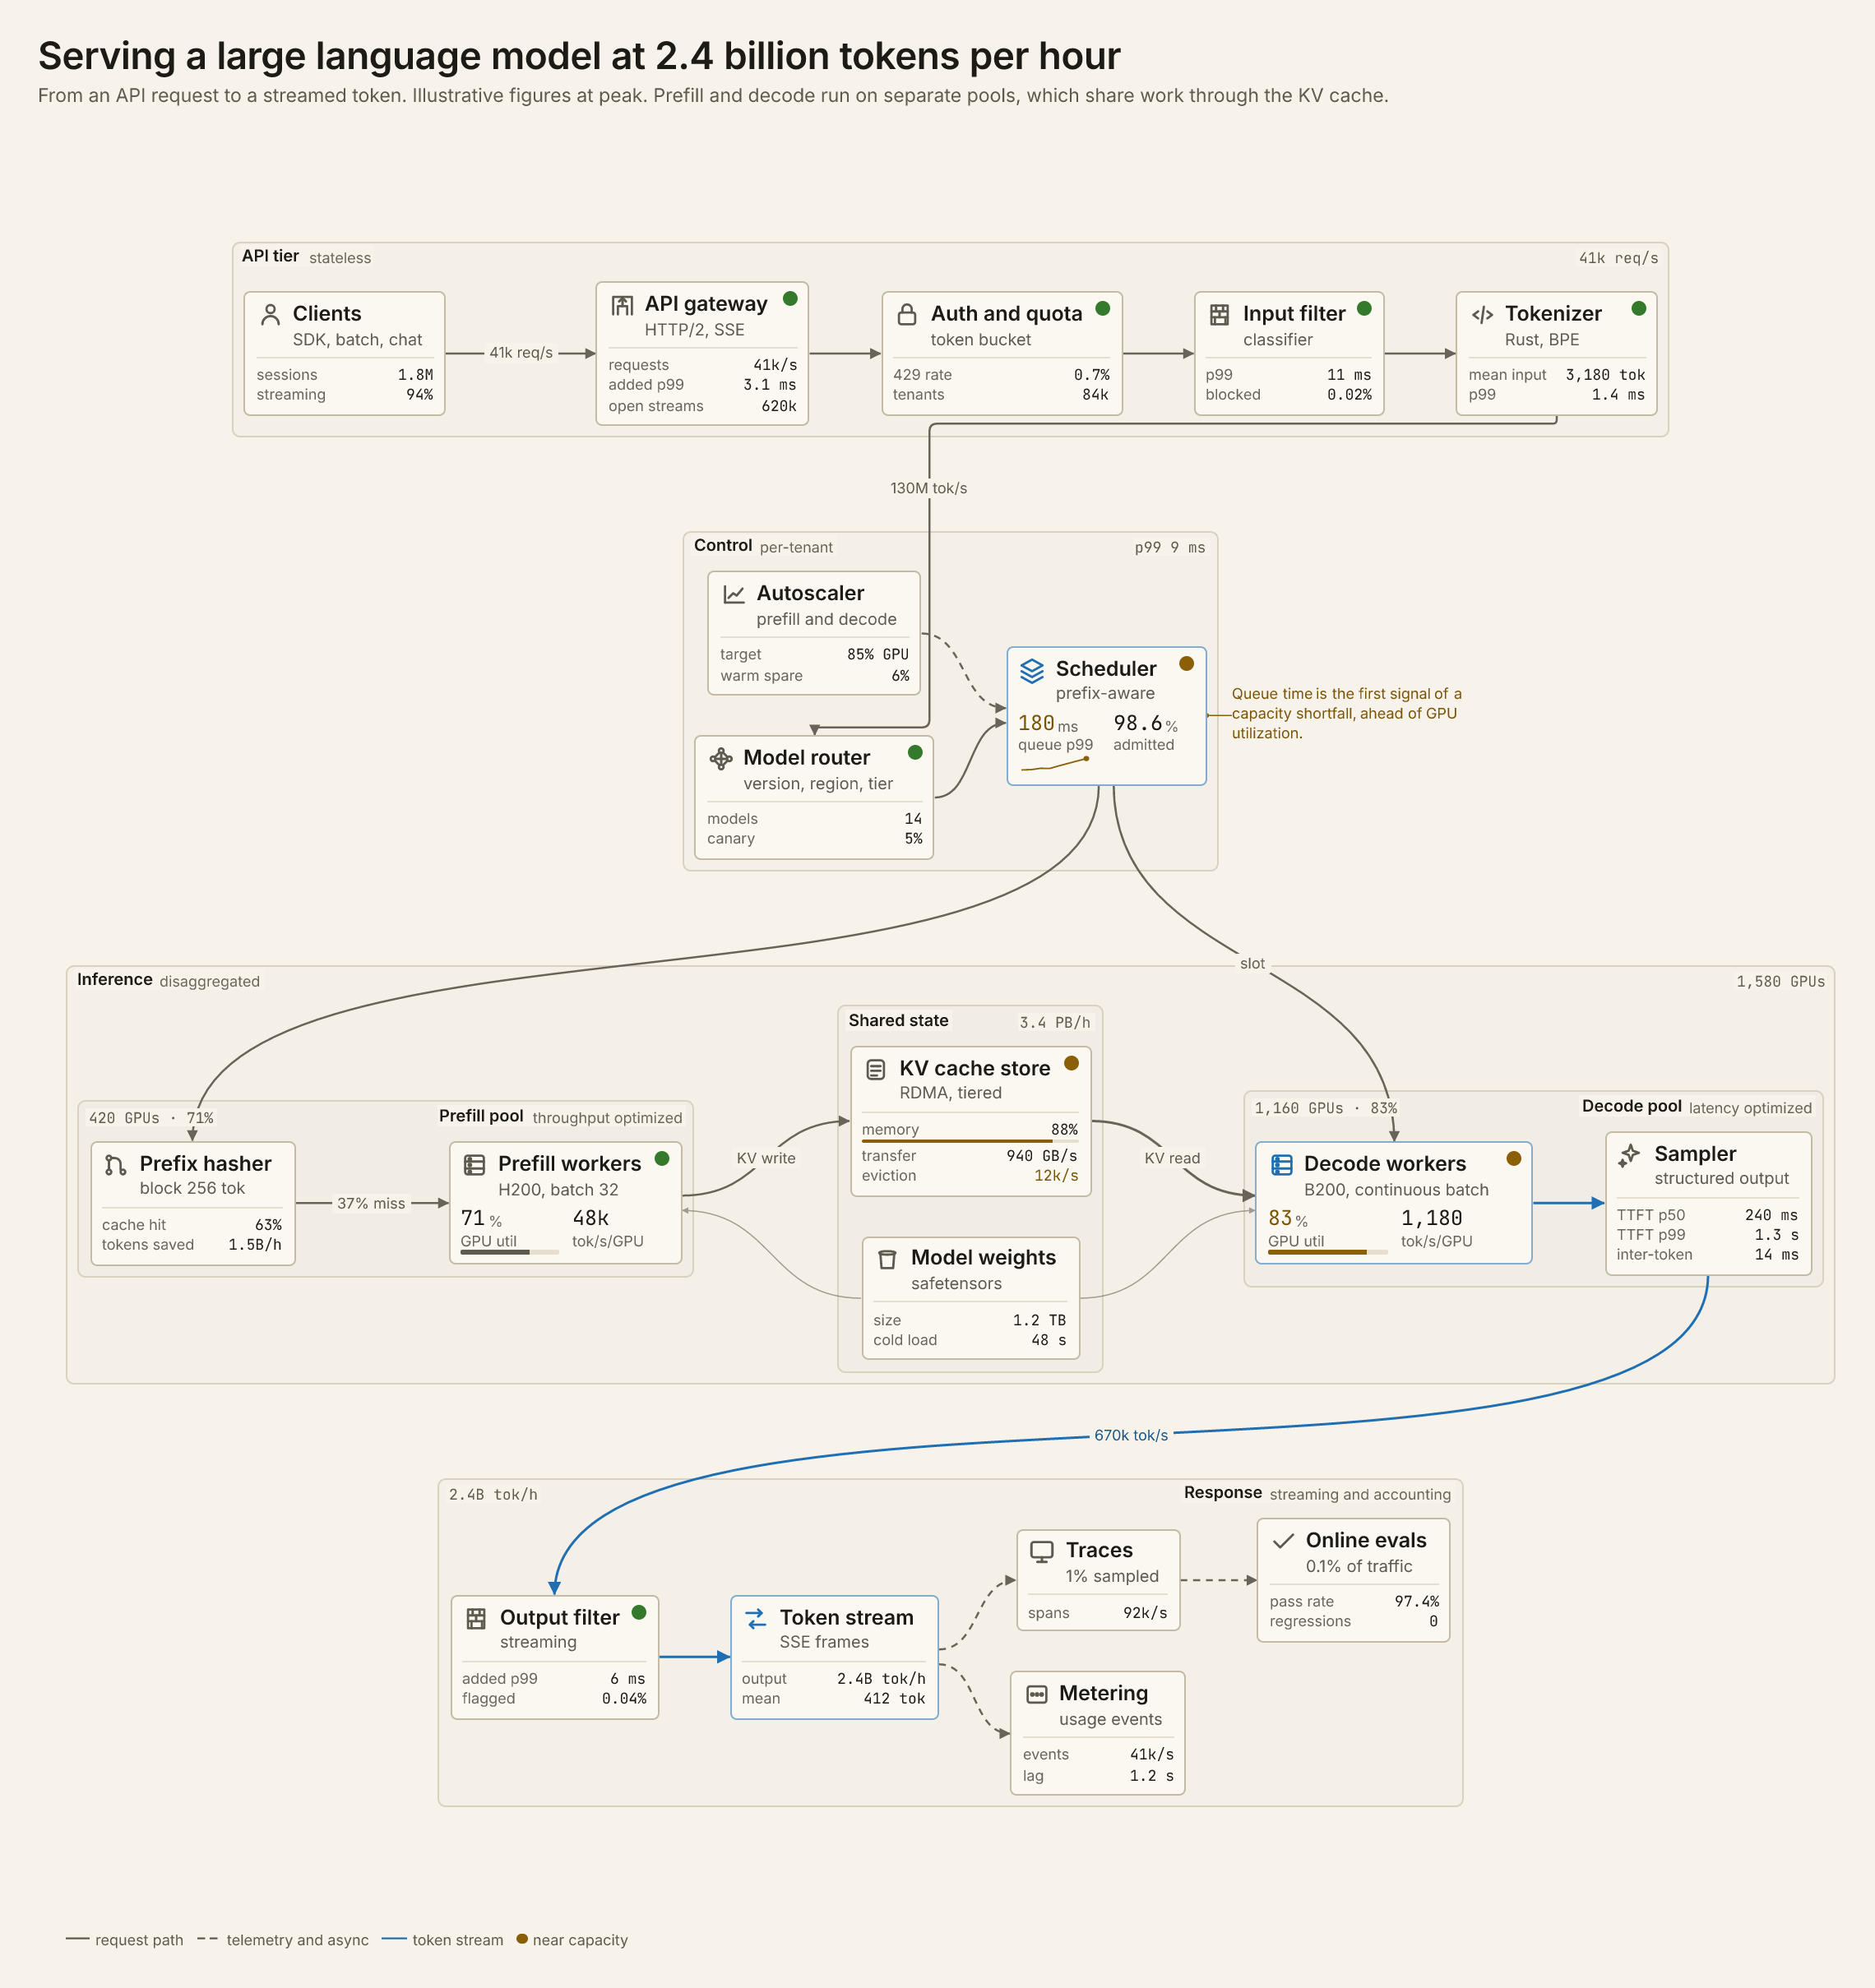 Serving a large language model at 2.4 billion tokens per hour
From an API request to a streamed token. Illustrative figures at peak. Prefill and decode run on separate pools, which share work through the KV cache.
API tier stateless
41k req/s
Clients
SDK, batch, chat
sessions 1.8M
streaming 94%
41k req/s
API gateway
HTTP/2, SSE
requests 41k/s
added p99 3.1 ms
open streams 620k
Auth and quota
token bucket
429 rate 0.7%
tenants 84k
Input filter
classifier
p99 11 ms
blocked 0.02%
Tokenizer
Rust, BPE
mean input 3,180 tok
p99 1.4 ms
130M tok/s
Control per-tenant
p99 9 ms
Autoscaler
prefill and decode
target 85% GPU
warm spare 6%
Scheduler
prefix-aware
180 ms 98.6 %
queue p99 admitted
Queue time is the first signal of a
capacity shortfall, ahead of GPU
utilization.
Model router
version, region, tier
models 14
canary 5%
slot
Inference disaggregated
1,580 GPUs
Shared state
3.4 PB/h
KV cache store
RDMA, tiered
memory 88%
transfer 940 GB/s
eviction 12k/s
420 GPUs · 71%
Prefill pool throughput optimized
Prefix hasher
block 256 tok
cache hit 63%
tokens saved 1.5B/h
37% miss
Prefill workers
H200, batch 32
71 % 48k
GPU util tok/s/GPU
KV write
KV read
Model weights
safetensors
size 1.2 TB
cold load 48 s
1,160 GPUs · 83%
Decode pool latency optimized
Decode workers
B200, continuous batch
83 % 1,180
GPU util tok/s/GPU
Sampler
structured output
TTFT p50 240 ms
TTFT p99 1.3 s
inter-token 14 ms
670k tok/s
2.4B tok/h
Response streaming and accounting
Output filter
streaming
added p99 6 ms
flagged 0.04%
Token stream
SSE frames
output 2.4B tok/h
mean 412 tok
Traces
1% sampled
spans 92k/s
Online evals
0.1% of traffic
pass rate 97.4%
regressions 0
Metering
usage events
events 41k/s
lag 1.2 s
request path
telemetry and async
token stream
near capacity